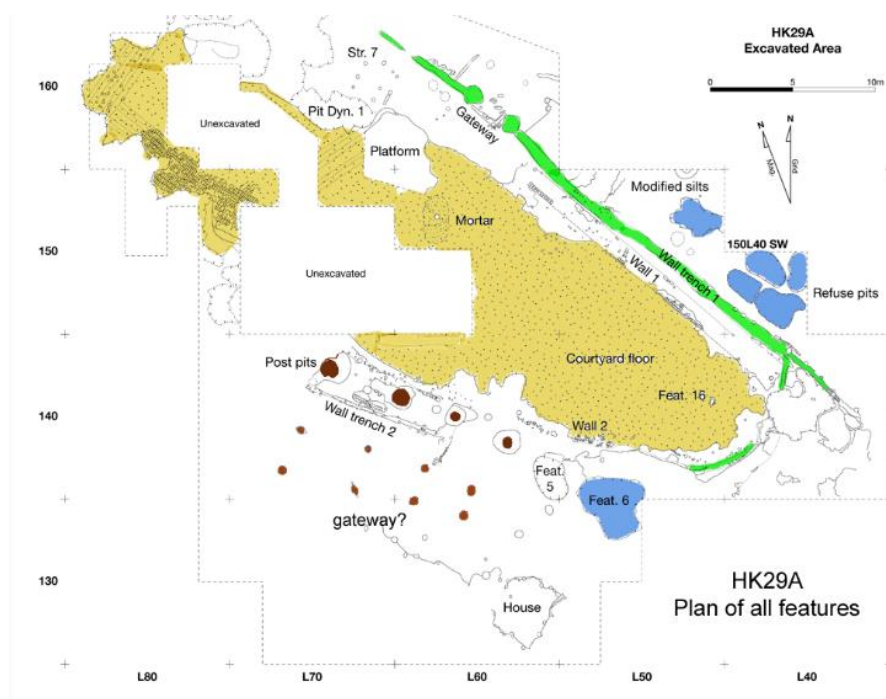 HK29A
Excavated Area
0 5 10m
N N
Mag. Grid
160
150
140
130
Str. 7
Gateway
Pit Dyn. 1
Unexcavated
Platform
Modified silts
Mortar
150L40 SW
Unexcavated
Wall 1
Wall trench 1
Refuse pits
Post pits
Courtyard floor
Feat. 16
Wall trench 2
Wall 2
Feat.
5
Feat. 6
gateway?
House
HK29A
Plan of all features
L80 L70 L60 L50 L40